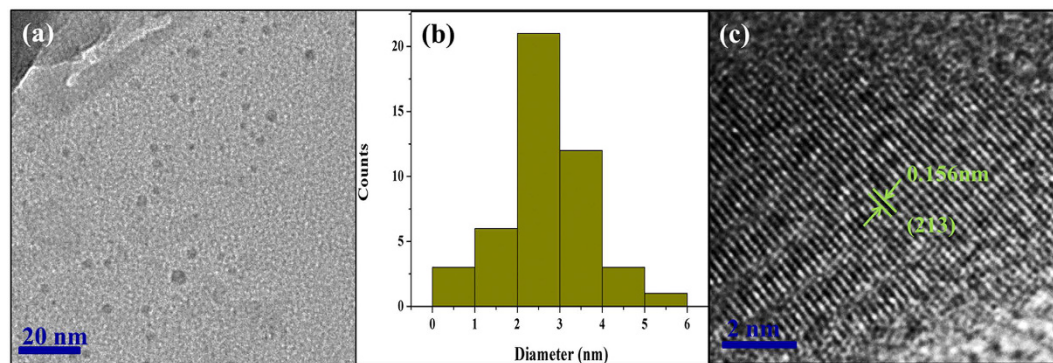 (a)
20 nm
(b)
Counts
20
15
10
5
0
0 1 2 3 4 5 6
Diameter (nm)
(c)
0.156nm
(213)
2 nm